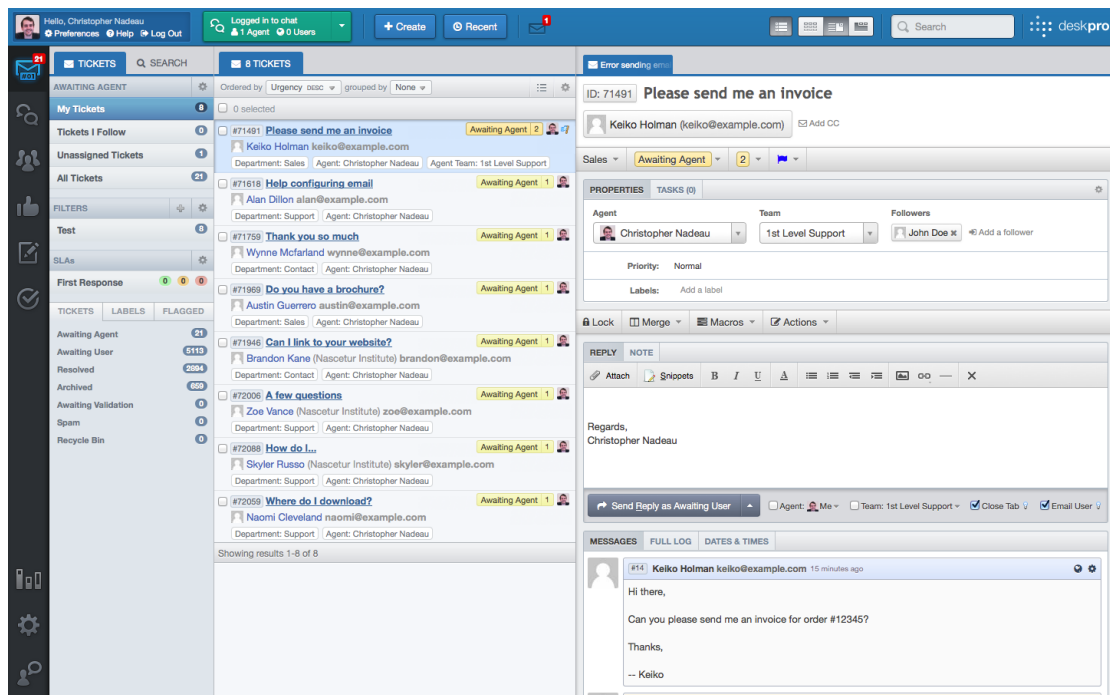 Hello, Christopher Nadeau
Preferences Help Log Out
Logged in to chat
1 Agent 0 Users
+ Create
Recent
1
Search
deskpro
21
TICKETS
SEARCH
AWAITING AGENT
My Tickets 8
Tickets I Follow 0
Unassigned Tickets 1
All Tickets 21
FILTERS
Test 8
SLAs
First Response 0 0 0
TICKETS LABELS FLAGGED
Awaiting Agent 21
Awaiting User 5113
Resolved 2894
Archived 659
Awaiting Validation 0
Spam 0
Recycle Bin 0
8 TICKETS
Ordered by Urgency DESC grouped by None
0 selected
#71491 Please send me an invoice Awaiting Agent 2
Keiko Holman keiko@example.com
Department: Sales Agent: Christopher Nadeau Agent Team: 1st Level Support
#71618 Help configuring email Awaiting Agent 1
Alan Dillon alan@example.com
Department: Support Agent: Christopher Nadeau
#71759 Thank you so much Awaiting Agent 1
Wynne Mcfarland wynne@example.com
Department: Contact Agent: Christopher Nadeau
#71969 Do you have a brochure? Awaiting Agent 1
Austin Guerrero austin@example.com
Department: Sales Agent: Christopher Nadeau
#71946 Can I link to your website? Awaiting Agent 1
Brandon Kane (Nascetur Institute) brandon@example.com
Department: Contact Agent: Christopher Nadeau
#72006 A few questions Awaiting Agent 1
Zoe Vance (Nascetur Institute) zoe@example.com
Department: Support Agent: Christopher Nadeau
#72088 How do I... Awaiting Agent 1
Skyler Russo (Nascetur Institute) skyler@example.com
Department: Support Agent: Christopher Nadeau
#72059 Where do I download? Awaiting Agent 1
Naomi Cleveland naomi@example.com
Department: Support Agent: Christopher Nadeau
Showing results 1-8 of 8
Error sending ema
ID: 71491 Please send me an invoice
Keiko Holman (keiko@example.com) Add CC
Sales Awaiting Agent 2
PROPERTIES TASKS (0)
Agent Team Followers
Christopher Nadeau 1st Level Support John Doe Add a follower
Priority: Normal
Labels: Add a label
Lock Merge Macros Actions
REPLY NOTE
Attach Snippets B I U A
Regards,
Christopher Nadeau
Send Reply as Awaiting User Agent: Me Team: 1st Level Support Close Tab Email User
MESSAGES FULL LOG DATES & TIMES
#14 Keiko Holman keiko@example.com 15 minutes ago
Hi there,
Can you please send me an invoice for order #12345?
Thanks,
-- Keiko